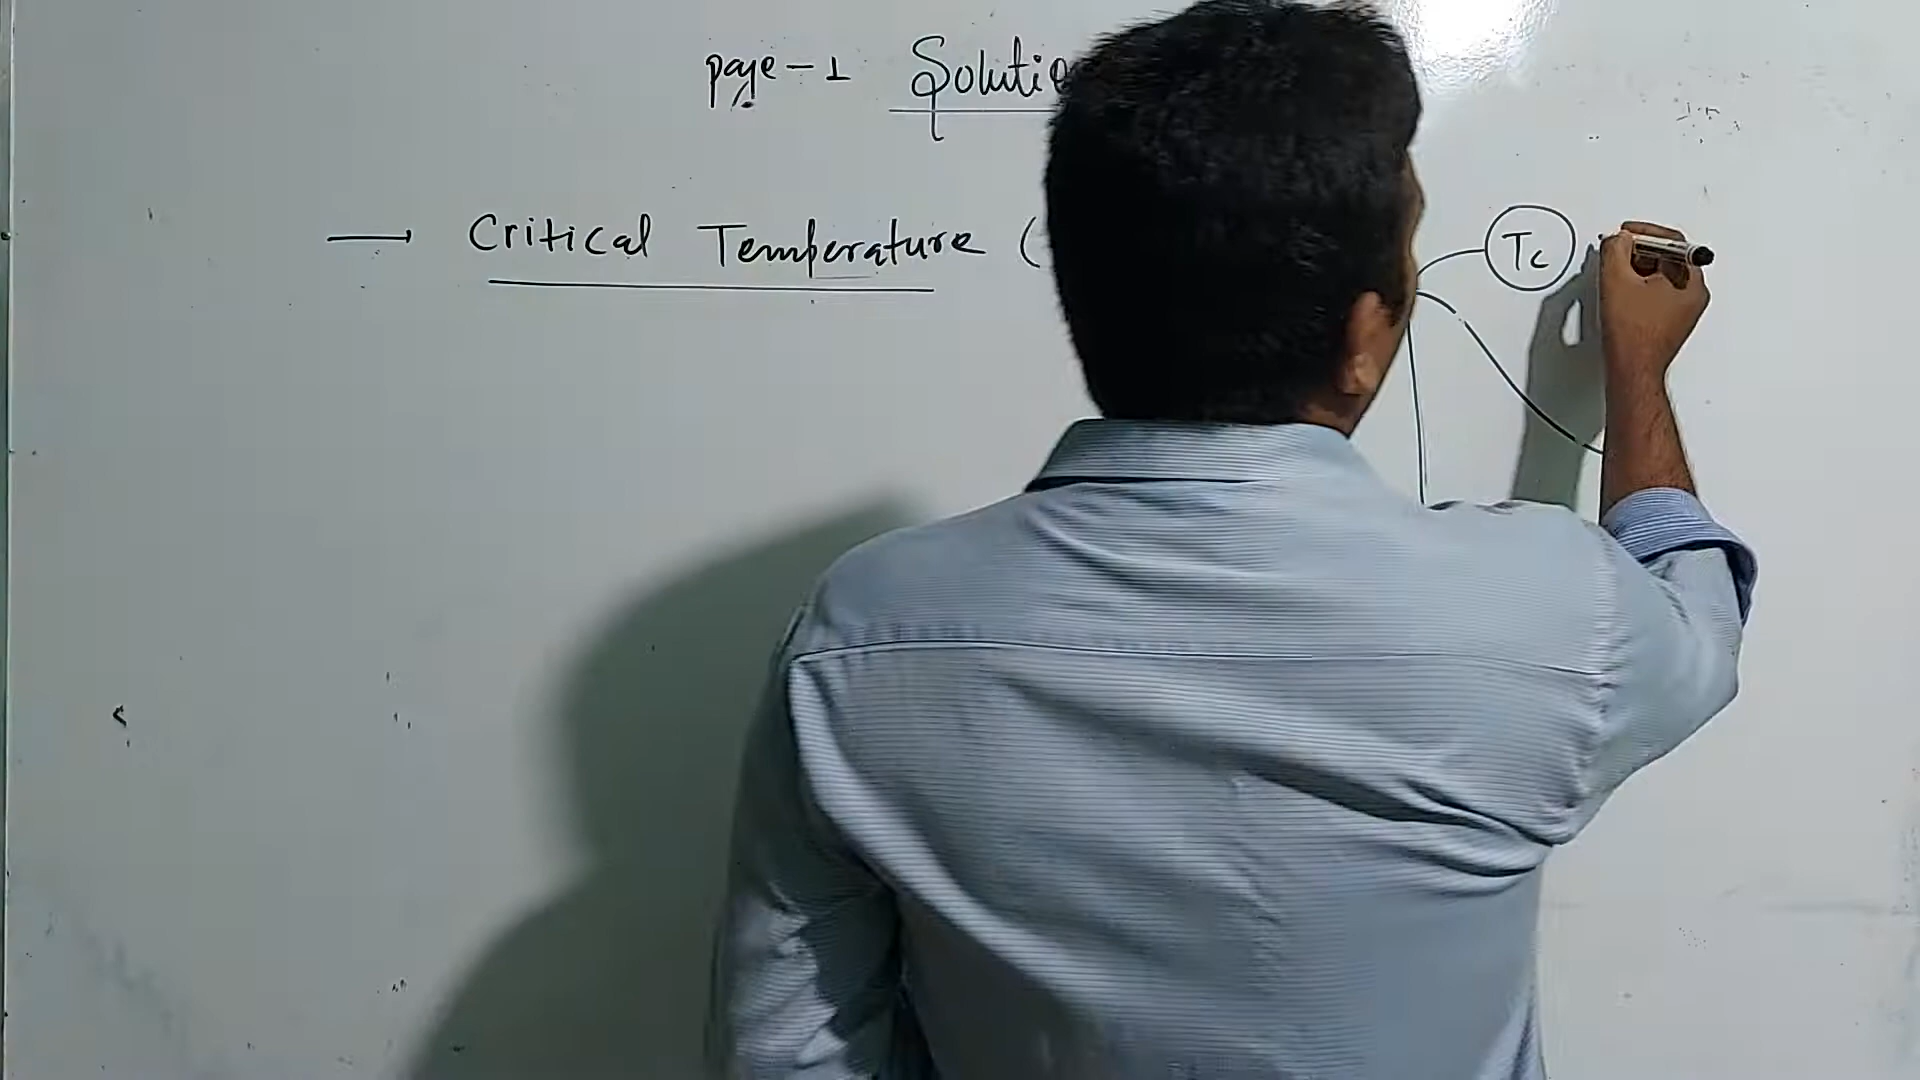 page-1 Solutio
→ Critical Temperature (
Tc